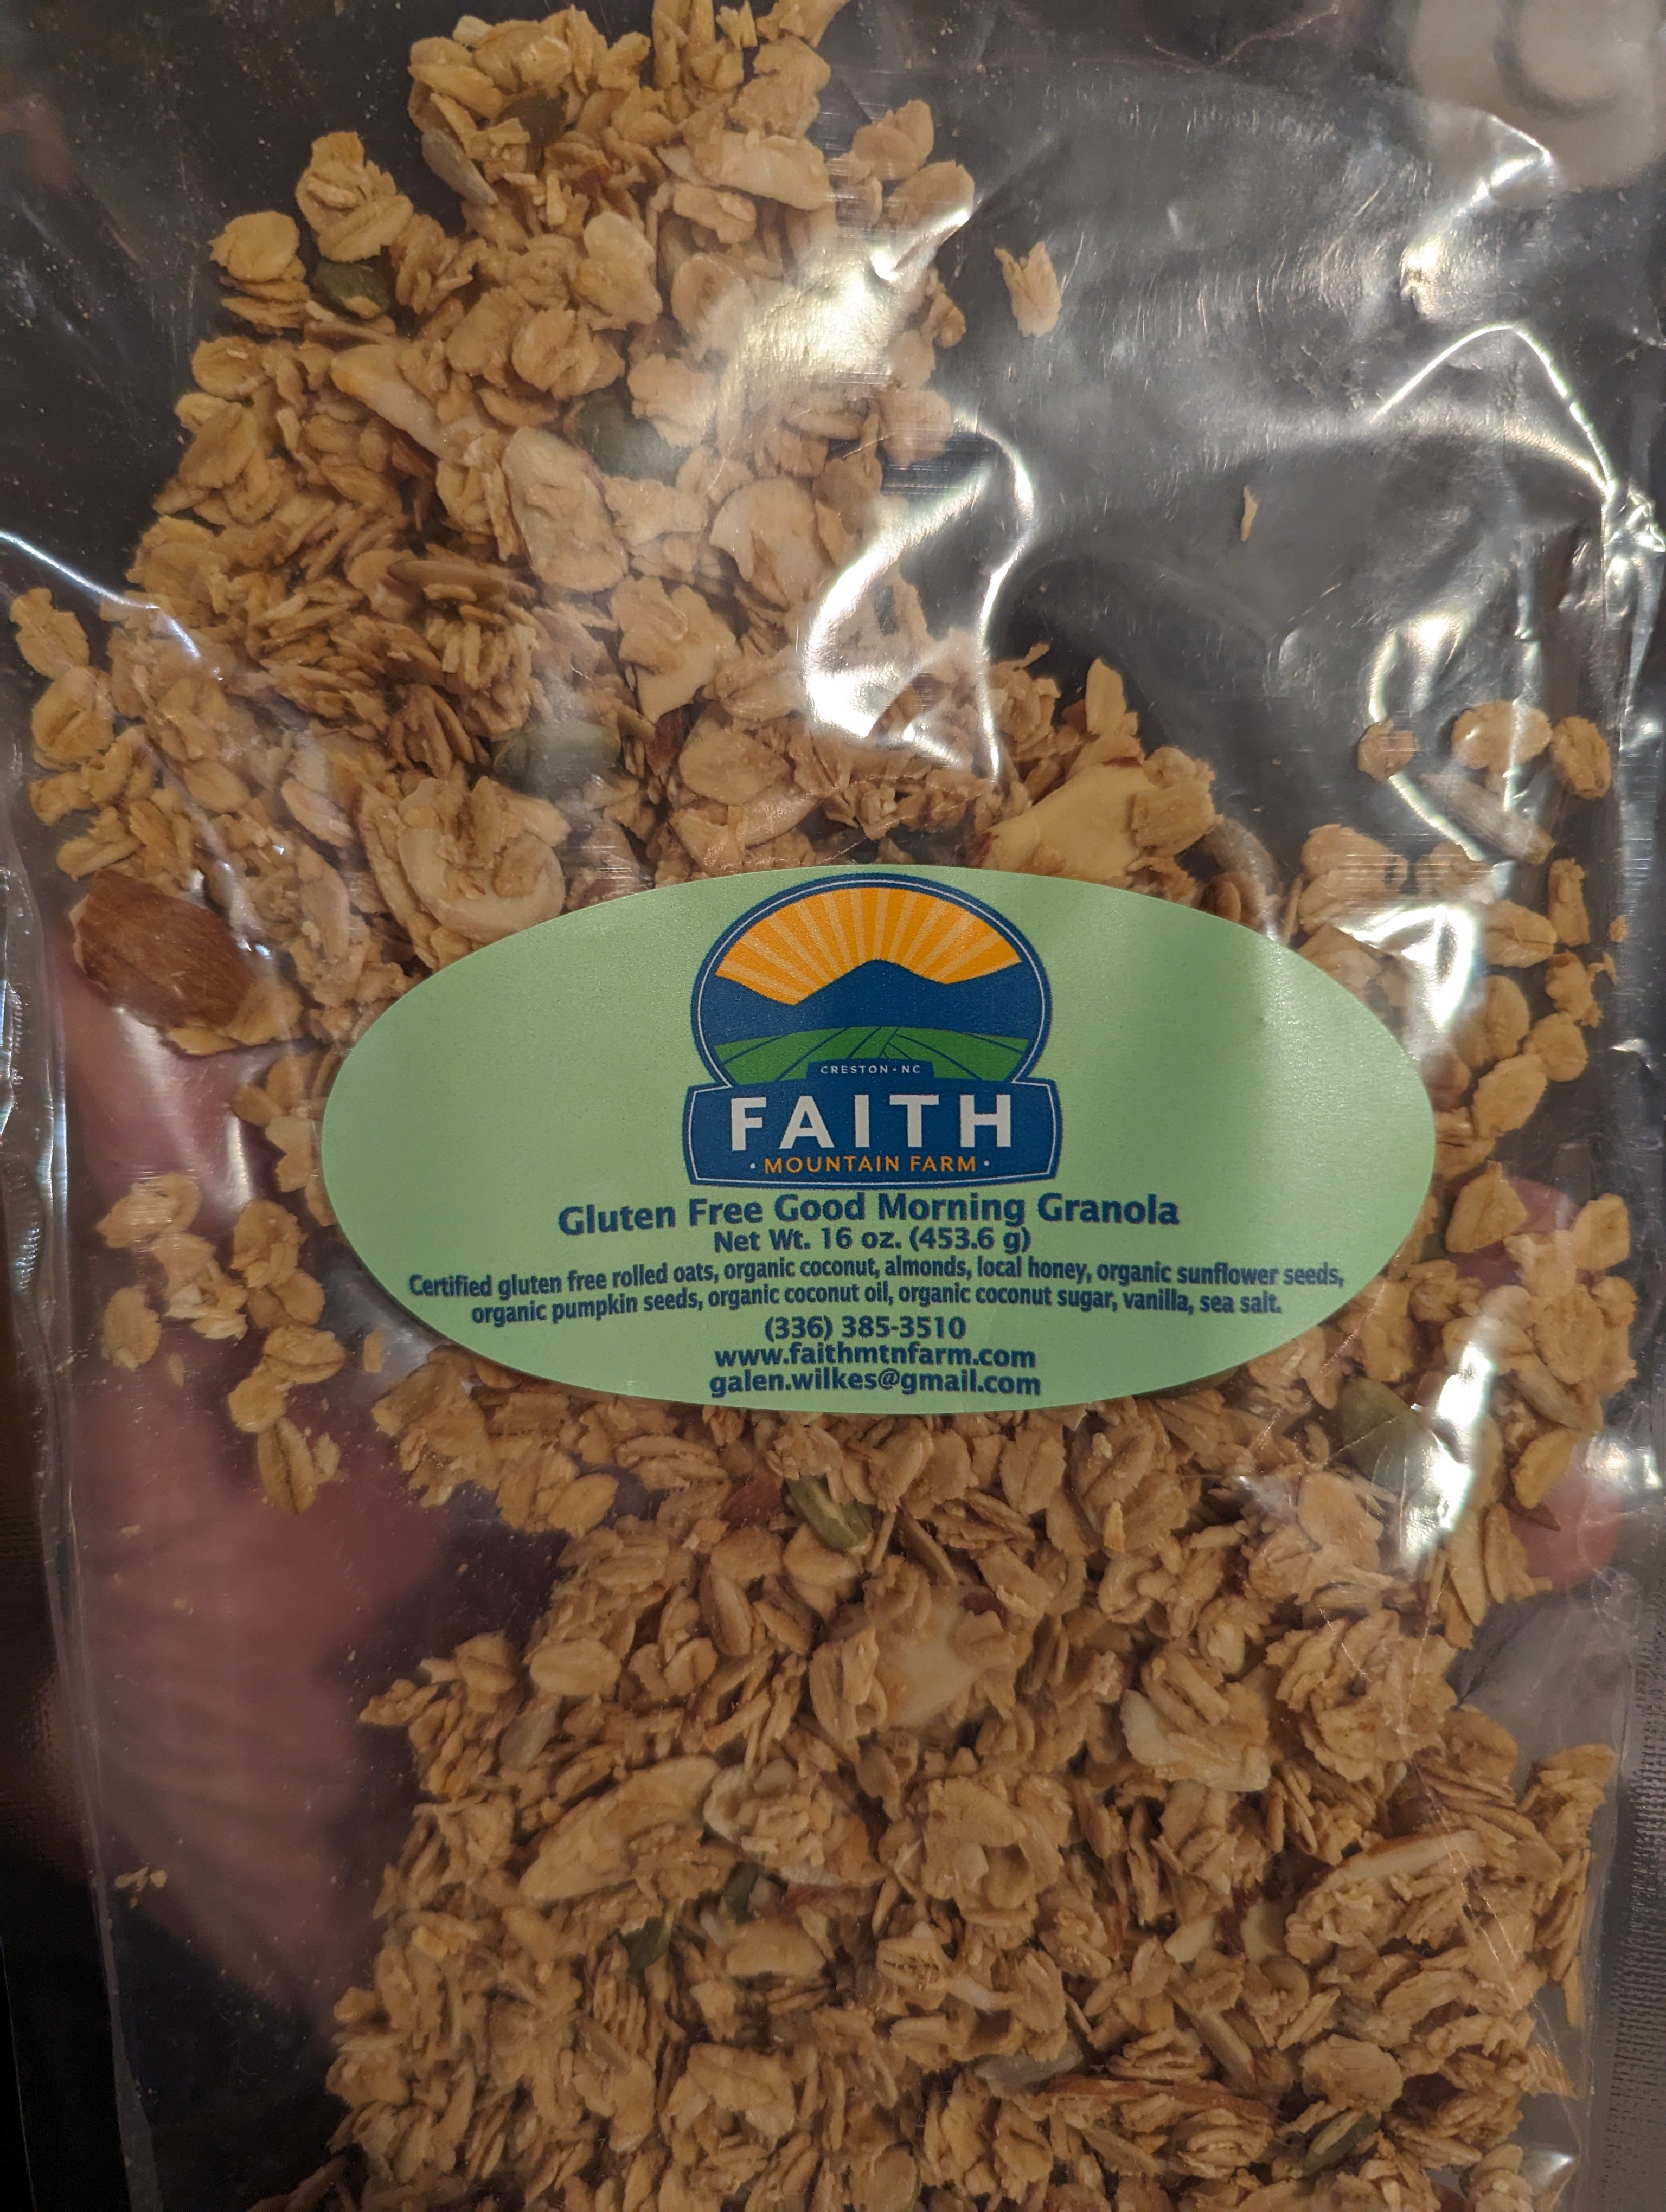 CRESTON • NC
FAITH
• MOUNTAIN FARM •
Gluten Free Good Morning Granola
Net Wt. 16 oz. (453.6 g)
Certified gluten free rolled oats, organic coconut, almonds, local honey, organic sunflower seeds,
organic pumpkin seeds, organic coconut oil, organic coconut sugar, vanilla, sea salt.
(336) 385-3510
www.faithmtnfarm.com
galen.wilkes@gmail.com